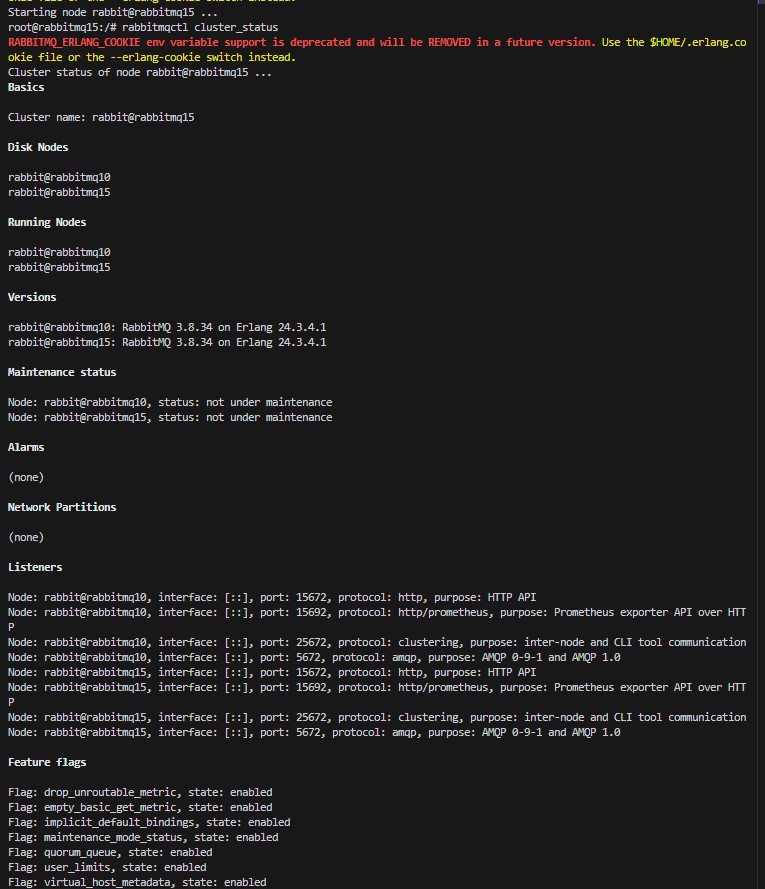 Starting node rabbit@rabbitmq15 ...
root@rabbitmq15:/# rabbitmqctl cluster_status
RABBITMQ_ERLANG_COOKIE env variable support is deprecated and will be REMOVED in a future version. Use the $HOME/.erlang.co
okie file or the --erlang-cookie switch instead.
Cluster status of node rabbit@rabbitmq15 ...
Basics
Cluster name: rabbit@rabbitmq15
Disk Nodes
rabbit@rabbitmq10
rabbit@rabbitmq15
Running Nodes
rabbit@rabbitmq10
rabbit@rabbitmq15
Versions
rabbit@rabbitmq10: RabbitMQ 3.8.34 on Erlang 24.3.4.1
rabbit@rabbitmq15: RabbitMQ 3.8.34 on Erlang 24.3.4.1
Maintenance status
Node: rabbit@rabbitmq10, status: not under maintenance
Node: rabbit@rabbitmq15, status: not under maintenance
Alarms
(none)
Network Partitions
(none)
Listeners
Node: rabbit@rabbitmq10, interface: [::], port: 15672, protocol: http, purpose: HTTP API
Node: rabbit@rabbitmq10, interface: [::], port: 15692, protocol: http/prometheus, purpose: Prometheus exporter API over HTT
P
Node: rabbit@rabbitmq10, interface: [::], port: 25672, protocol: clustering, purpose: inter-node and CLI tool communication
Node: rabbit@rabbitmq10, interface: [::], port: 5672, protocol: amqp, purpose: AMQP 0-9-1 and AMQP 1.0
Node: rabbit@rabbitmq15, interface: [::], port: 15672, protocol: http, purpose: HTTP API
Node: rabbit@rabbitmq15, interface: [::], port: 15692, protocol: http/prometheus, purpose: Prometheus exporter API over HTT
P
Node: rabbit@rabbitmq15, interface: [::], port: 25672, protocol: clustering, purpose: inter-node and CLI tool communication
Node: rabbit@rabbitmq15, interface: [::], port: 5672, protocol: amqp, purpose: AMQP 0-9-1 and AMQP 1.0
Feature flags
Flag: drop_unroutable_metric, state: enabled
Flag: empty_basic_get_metric, state: enabled
Flag: implicit_default_bindings, state: enabled
Flag: maintenance_mode_status, state: enabled
Flag: quorum_queue, state: enabled
Flag: user_limits, state: enabled
Flag: virtual_host_metadata, state: enabled